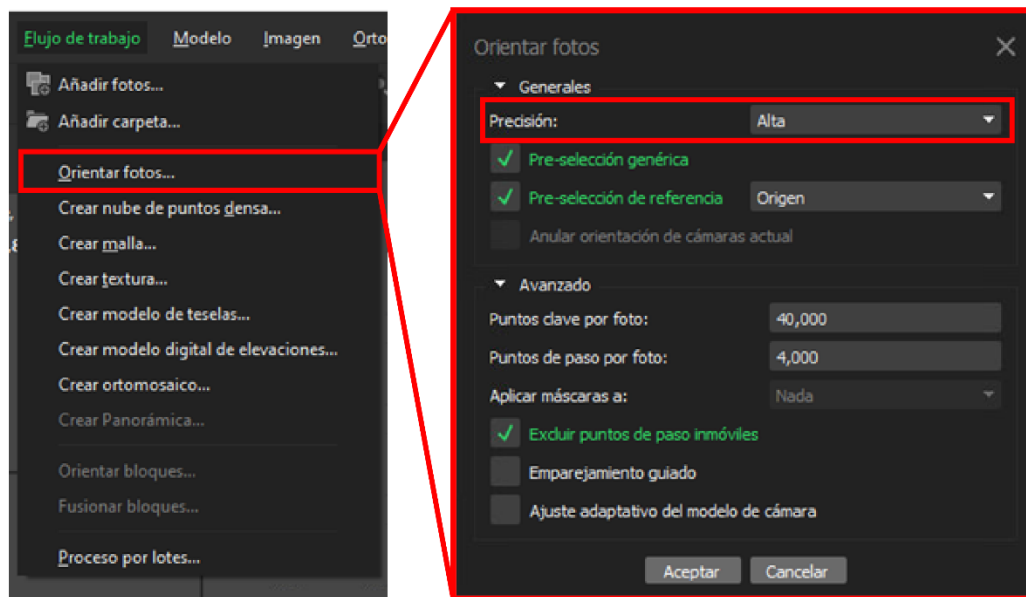 Flujo de trabajo Modelo Imagen Orto
Añadir fotos...
Añadir carpeta...
Orientar fotos...
Crear nube de puntos densa...
Crear malla...
Crear textura...
Crear modelo de teselas...
Crear modelo digital de elevaciones...
Crear ortomosaico...
Crear Panorámica...
Orientar bloques...
Fusionar bloques...
Proceso por lotes...
Orientar fotos
Generales
Precisión: Alta
Pre-selección genérica
Pre-selección de referencia Origen
Anular orientación de cámaras actual
Avanzado
Puntos clave por foto: 40,000
Puntos de paso por foto: 4,000
Aplicar máscaras a: Nada
Excluir puntos de paso inmóviles
Emparejamiento guiado
Ajuste adaptativo del modelo de cámara
Aceptar Cancelar